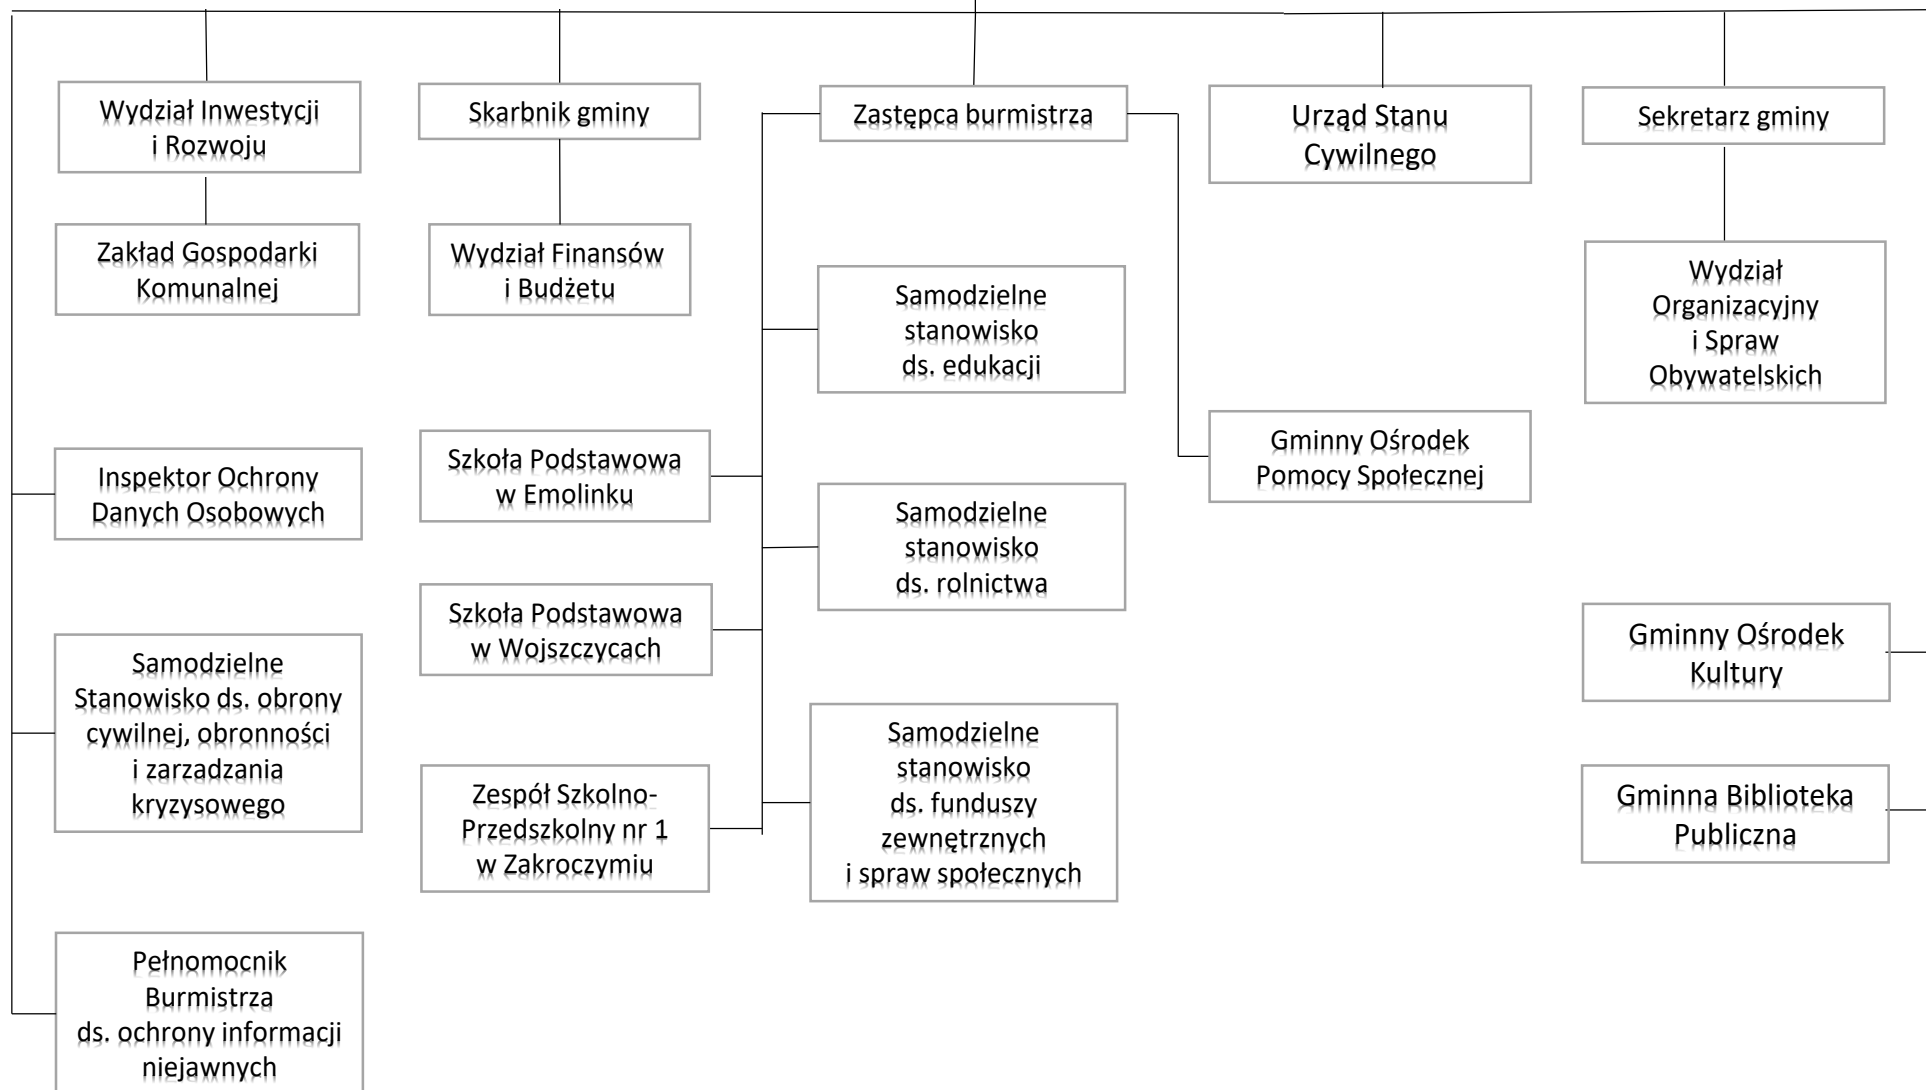 Wydział Inwestycji
i Rozwoju
Skarbnik gminy
Zastępca burmistrza
Urząd Stanu
Cywilnego
Sekretarz gminy
Zakład Gospodarki
Komunalnej
Wydział Finansów
i Budżetu
Samodzielne
stanowisko
ds. edukacji
Wydział
Organizacyjny
i Spraw
Obywatelskich
Inspektor Ochrony
Danych Osobowych
Szkoła Podstawowa
w Emolinku
Samodzielne
stanowisko
ds. rolnictwa
Gminny Ośrodek
Pomocy Społecznej
Szkoła Podstawowa
w Wojszczycach
Gminny Ośrodek
Kultury
Samodzielne
Stanowisko ds. obrony
cywilnej, obronności
i zarzadzania
kryzysowego
Zespół Szkolno-
Przedszkolny nr 1
w Zakroczymiu
Samodzielne
stanowisko
ds. funduszy
zewnętrznych
i spraw społecznych
Gminna Biblioteka
Publiczna
Pełnomocnik
Burmistrza
ds. ochrony informacji
niejawnych